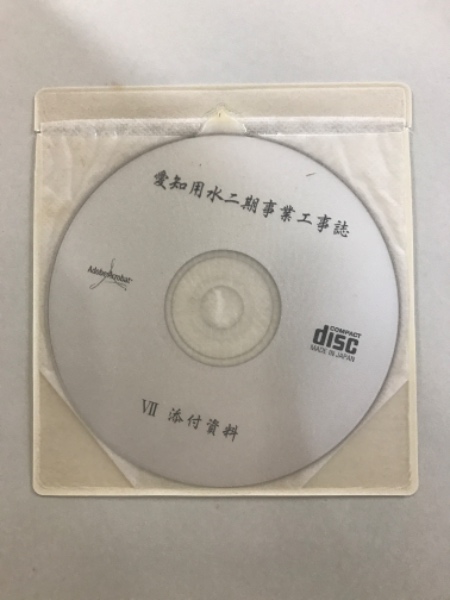 愛知用水二期事業工事誌
AdobeAcrobat
COMPACT
disc
MADE IN JAPAN
Ⅶ 添付資料